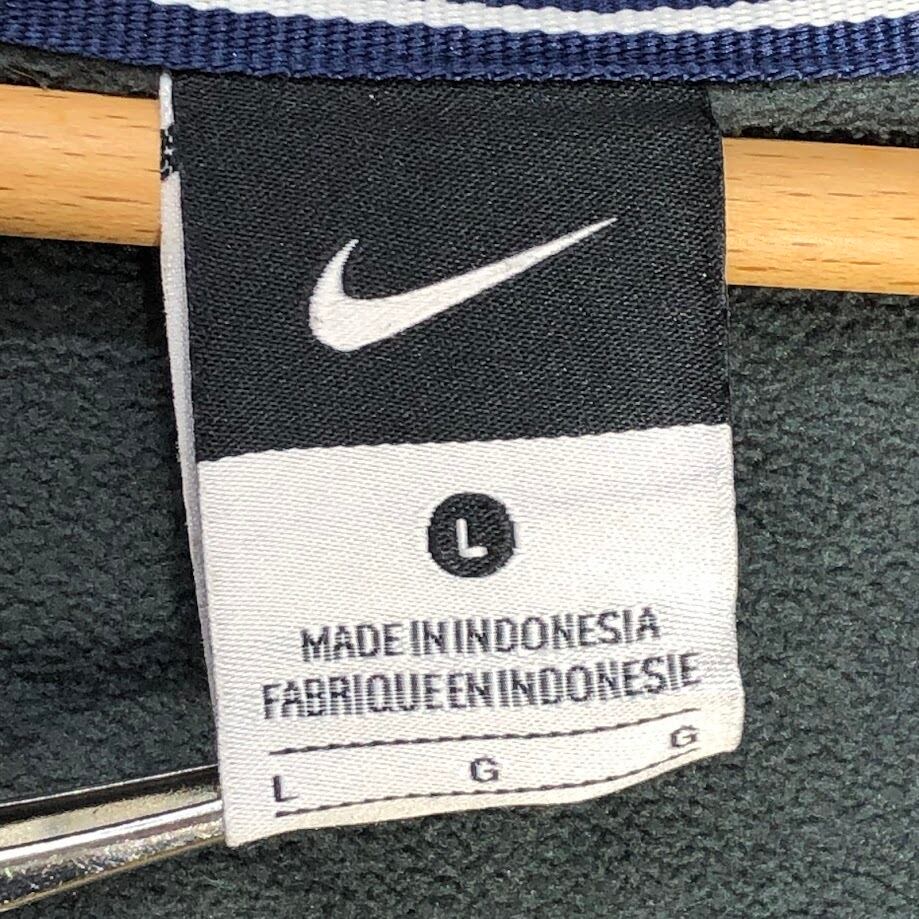 L
MADE IN INDONESIA
FABRIQUE EN INDONESIE
L G G